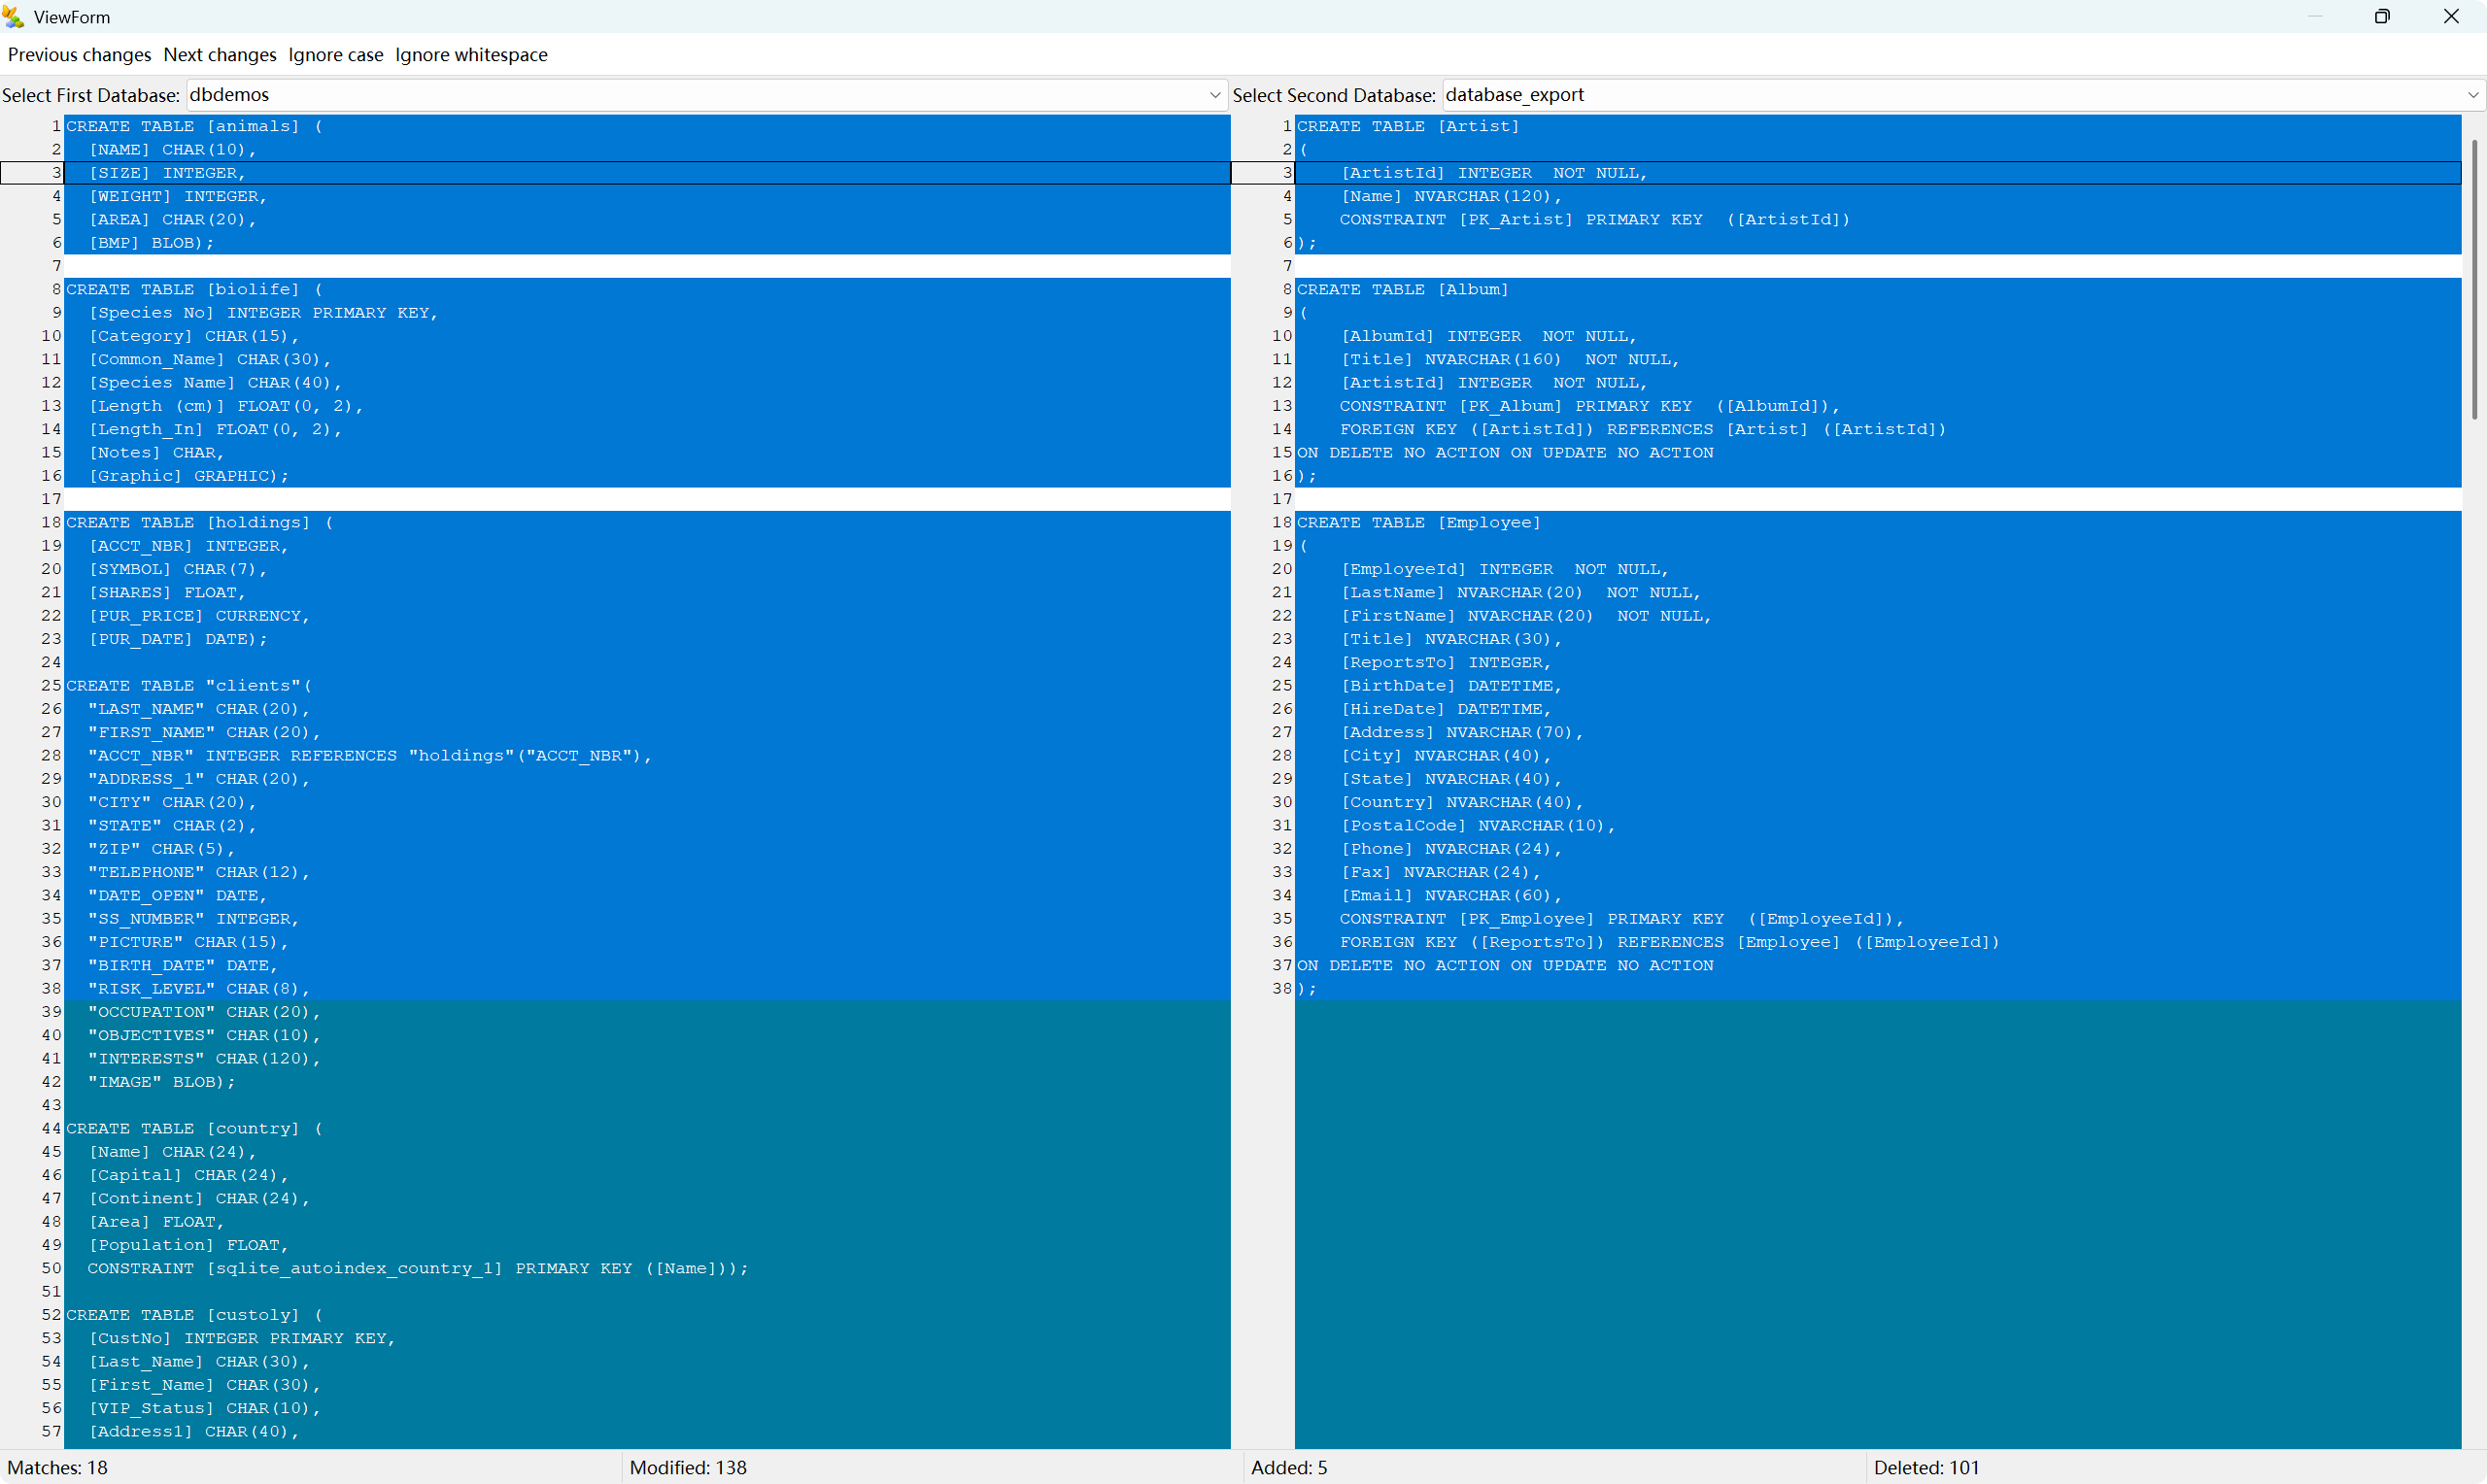 ViewForm
Previous changes Next changes Ignore case Ignore whitespace
Select First Database: dbdemos
Select Second Database: database_export
1 CREATE TABLE [animals] (
2 [NAME] CHAR(10),
3 [SIZE] INTEGER,
4 [WEIGHT] INTEGER,
5 [AREA] CHAR(20),
6 [BMP] BLOB);
7
8 CREATE TABLE [biolife] (
9 [Species No] INTEGER PRIMARY KEY,
10 [Category] CHAR(15),
11 [Common_Name] CHAR(30),
12 [Species Name] CHAR(40),
13 [Length (cm)] FLOAT(0, 2),
14 [Length_In] FLOAT(0, 2),
15 [Notes] CHAR,
16 [Graphic] GRAPHIC);
17
18 CREATE TABLE [holdings] (
19 [ACCT_NBR] INTEGER,
20 [SYMBOL] CHAR(7),
21 [SHARES] FLOAT,
22 [PUR_PRICE] CURRENCY,
23 [PUR_DATE] DATE);
24
25 CREATE TABLE "clients"(
26 "LAST_NAME" CHAR(20),
27 "FIRST_NAME" CHAR(20),
28 "ACCT_NBR" INTEGER REFERENCES "holdings"("ACCT_NBR"),
29 "ADDRESS_1" CHAR(20),
30 "CITY" CHAR(20),
31 "STATE" CHAR(2),
32 "ZIP" CHAR(5),
33 "TELEPHONE" CHAR(12),
34 "DATE_OPEN" DATE,
35 "SS_NUMBER" INTEGER,
36 "PICTURE" CHAR(15),
37 "BIRTH_DATE" DATE,
38 "RISK_LEVEL" CHAR(8),
39 "OCCUPATION" CHAR(20),
40 "OBJECTIVES" CHAR(10),
41 "INTERESTS" CHAR(120),
42 "IMAGE" BLOB);
43
44 CREATE TABLE [country] (
45 [Name] CHAR(24),
46 [Capital] CHAR(24),
47 [Continent] CHAR(24),
48 [Area] FLOAT,
49 [Population] FLOAT,
50 CONSTRAINT [sqlite_autoindex_country_1] PRIMARY KEY ([Name]));
51
52 CREATE TABLE [custoly] (
53 [CustNo] INTEGER PRIMARY KEY,
54 [Last_Name] CHAR(30),
55 [First_Name] CHAR(30),
56 [VIP_Status] CHAR(10),
57 [Address1] CHAR(40),
1 CREATE TABLE [Artist]
2 (
3 [ArtistId] INTEGER  NOT NULL,
4 [Name] NVARCHAR(120),
5 CONSTRAINT [PK_Artist] PRIMARY KEY  ([ArtistId])
6 );
7
8 CREATE TABLE [Album]
9 (
10 [AlbumId] INTEGER  NOT NULL,
11 [Title] NVARCHAR(160)  NOT NULL,
12 [ArtistId] INTEGER  NOT NULL,
13 CONSTRAINT [PK_Album] PRIMARY KEY  ([AlbumId]),
14 FOREIGN KEY ([ArtistId]) REFERENCES [Artist] ([ArtistId])
15 ON DELETE NO ACTION ON UPDATE NO ACTION
16 );
17
18 CREATE TABLE [Employee]
19 (
20 [EmployeeId] INTEGER  NOT NULL,
21 [LastName] NVARCHAR(20)  NOT NULL,
22 [FirstName] NVARCHAR(20)  NOT NULL,
23 [Title] NVARCHAR(30),
24 [ReportsTo] INTEGER,
25 [BirthDate] DATETIME,
26 [HireDate] DATETIME,
27 [Address] NVARCHAR(70),
28 [City] NVARCHAR(40),
29 [State] NVARCHAR(40),
30 [Country] NVARCHAR(40),
31 [PostalCode] NVARCHAR(10),
32 [Phone] NVARCHAR(24),
33 [Fax] NVARCHAR(24),
34 [Email] NVARCHAR(60),
35 CONSTRAINT [PK_Employee] PRIMARY KEY  ([EmployeeId]),
36 FOREIGN KEY ([ReportsTo]) REFERENCES [Employee] ([EmployeeId])
37 ON DELETE NO ACTION ON UPDATE NO ACTION
38 );
Matches: 18
Modified: 138
Added: 5
Deleted: 101